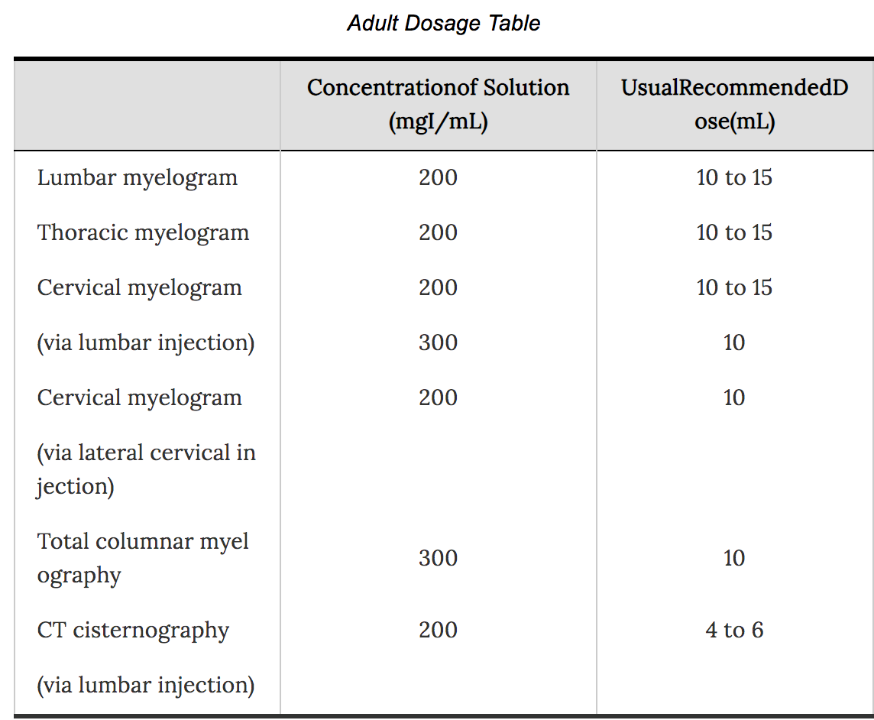 Adult Dosage Table
Concentrationof Solution UsualRecommendedD
(mgI/mL) ose(mL)
Lumbar myelogram 200 10 to 15
Thoracic myelogram 200 10 to 15
Cervical myelogram 200 10 to 15
(via lumbar injection) 300 10
Cervical myelogram 200 10
(via lateral cervical in
jection)
Total columnar myel
ography 300 10
CT cisternography 200 4 to 6
(via lumbar injection)